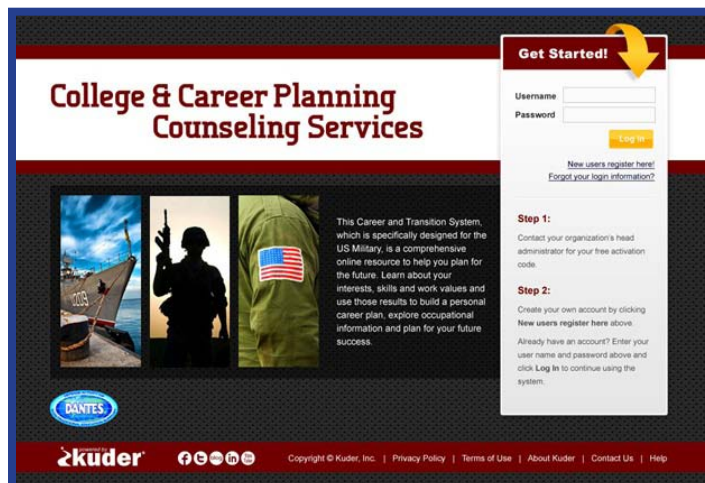 College & Career Planning
Counseling Services
Get Started!
Username
Password
Log In
New users register here!
Forgot your login information?
This Career and Transition System,
which is specifically designed for the
US Military, is a comprehensive
online resource to help you plan for
the future. Learn about your
interests, skills and work values and
use those results to build a personal
career plan, explore occupational
information and plan for your future
success.
Step 1:
Contact your organization's head
administrator for your free activation
code.
Step 2:
Create your own account by clicking
New users register here above.
Already have an account? Enter your
user name and password above and
click Log In to continue using the
system.
DANTES
powered by
kuder
blog
in
Copyright © Kuder, Inc. | Privacy Policy | Terms of Use | About Kuder | Contact Us | Help